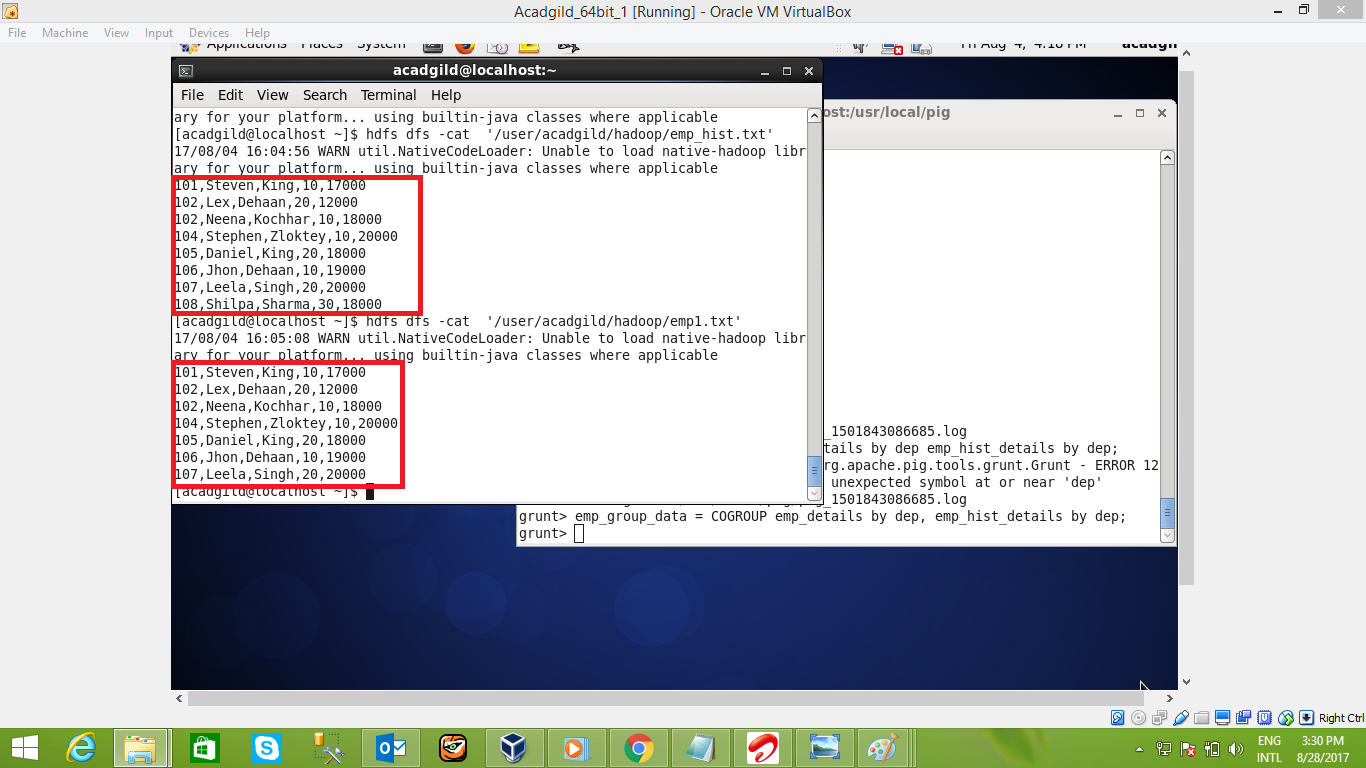 Acadgild_64bit_1 [Running] - Oracle VM VirtualBox
File Machine View Input Devices Help
Applications Places System
Fri Aug 4, 4:18 PM acadgil
acadgild@localhost:~
File Edit View Search Terminal Help
ary for your platform... using builtin-java classes where applicable
[acadgild@localhost ~]$ hdfs dfs -cat  '/user/acadgild/hadoop/emp_hist.txt'
17/08/04 16:04:56 WARN util.NativeCodeLoader: Unable to load native-hadoop libr
ary for your platform... using builtin-java classes where applicable
101,Steven,King,10,17000
102,Lex,Dehaan,20,12000
102,Neena,Kochhar,10,18000
104,Stephen,Zloktey,10,20000
105,Daniel,King,20,18000
106,Jhon,Dehaan,10,19000
107,Leela,Singh,20,20000
108,Shilpa,Sharma,30,18000
[acadgild@localhost ~]$ hdfs dfs -cat  '/user/acadgild/hadoop/emp1.txt'
17/08/04 16:05:08 WARN util.NativeCodeLoader: Unable to load native-hadoop libr
ary for your platform... using builtin-java classes where applicable
101,Steven,King,10,17000
102,Lex,Dehaan,20,12000
102,Neena,Kochhar,10,18000
104,Stephen,Zloktey,10,20000
105,Daniel,King,20,18000
106,Jhon,Dehaan,10,19000
107,Leela,Singh,20,20000
[acadgild@localhost ~]$
ost:/usr/local/pig
_1501843086685.log
tails by dep emp_hist_details by dep;
rg.apache.pig.tools.grunt.Grunt - ERROR 12
unexpected symbol at or near 'dep'
_1501843086685.log
grunt> emp_group_data = COGROUP emp_details by dep, emp_hist_details by dep;
grunt>
Right Ctrl
ENG 3:30 PM
INTL 8/28/2017